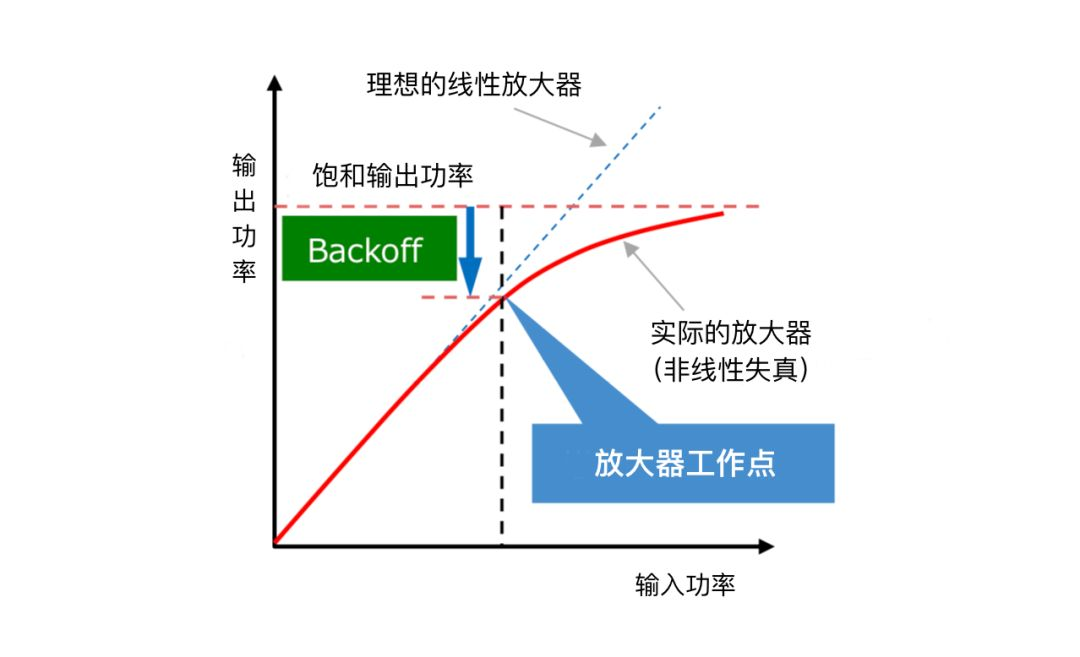 理想的线性放大器
饱和输出功率
输出功率
Backoff
实际的放大器
（非线性失真）
放大器工作点
输入功率